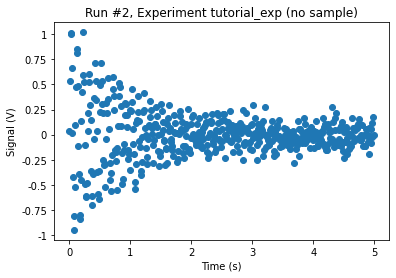 Run #2, Experiment tutorial_exp (no sample)
1
0.75
0.5
0.25
0
-0.25
-0.5
-0.75
-1
Signal (V)
0 1 2 3 4 5
Time (s)